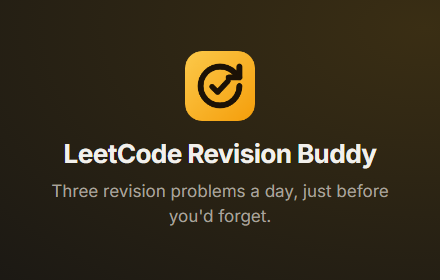 LeetCode Revision Buddy
Three revision problems a day, just before
you'd forget.